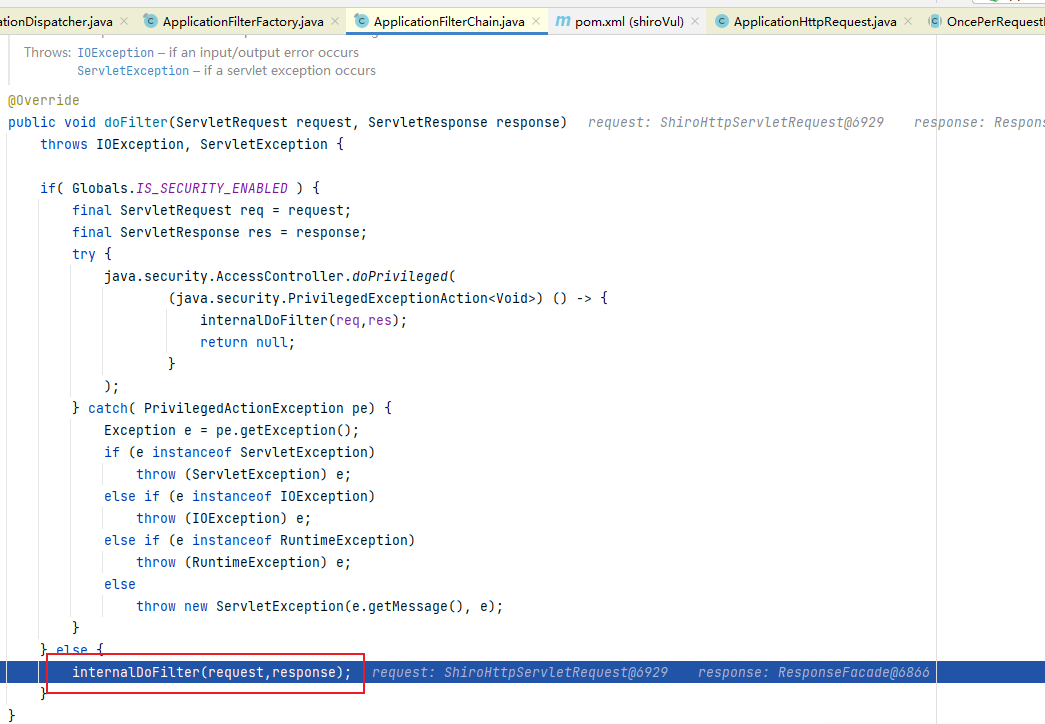 ationDispatcher.java × ApplicationFilterFactory.java × ApplicationFilterChain.java × m pom.xml (shiroVul) × ApplicationHttpRequest.java × OncePerRequest
Throws: IOException – if an input/output error occurs
ServletException – if a servlet exception occurs
@Override
public void doFilter(ServletRequest request, ServletResponse response) request: ShiroHttpServletRequest@6929 response: Respons
throws IOException, ServletException {
if( Globals.IS_SECURITY_ENABLED ) {
final ServletRequest req = request;
final ServletResponse res = response;
try {
java.security.AccessController.doPrivileged(
(java.security.PrivilegedExceptionAction<Void>) () -> {
internalDoFilter(req,res);
return null;
}
);
} catch( PrivilegedActionException pe) {
Exception e = pe.getException();
if (e instanceof ServletException)
throw (ServletException) e;
else if (e instanceof IOException)
throw (IOException) e;
else if (e instanceof RuntimeException)
throw (RuntimeException) e;
else
throw new ServletException(e.getMessage(), e);
}
} else {
internalDoFilter(request,response); request: ShiroHttpServletRequest@6929 response: ResponseFacade@6866
}
}